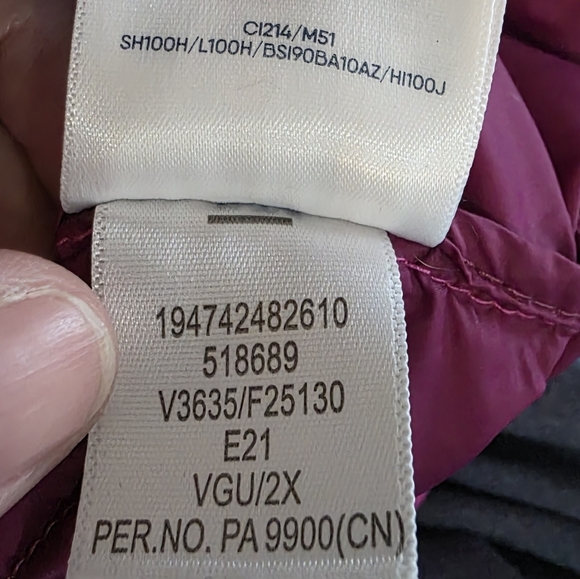 CI214/M51
SH100H/L100H/BSI90BA10AZ/HI100J
194742482610
518689
V3635/F25130
E21
VGU/2X
PER.NO. PA 9900(CN)